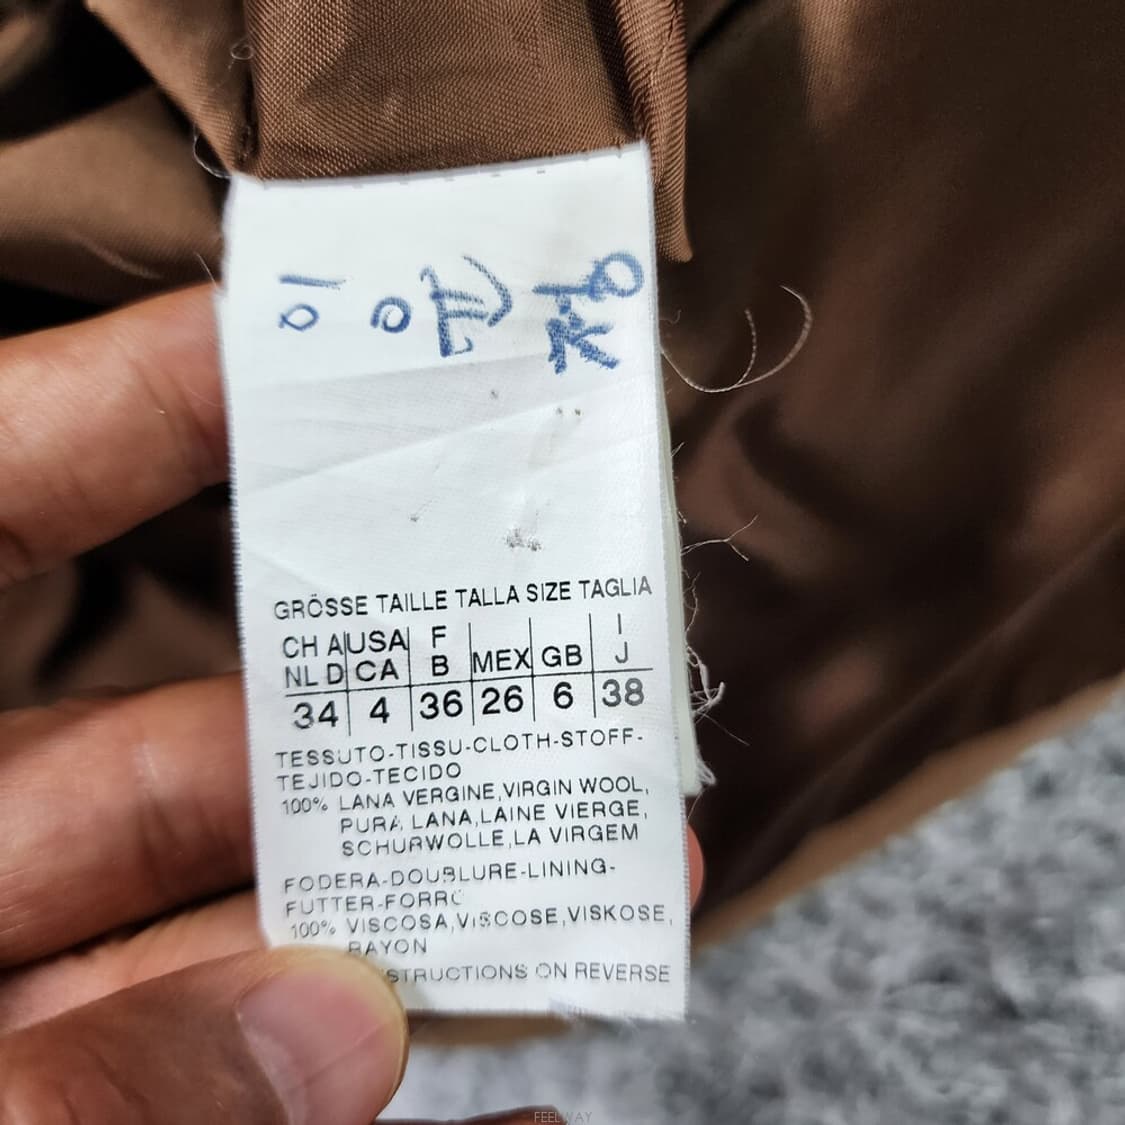 GRÖSSE TAILLE TALLA SIZE TAGLIA
CH A USA F MEX GB I
NL D CA B J
34 4 36 26 6 38
TESSUTO-TISSU-CLOTH-STOFF-
TEJIDO-TECIDO
100% LANA VERGINE,VIRGIN WOOL,
PURA LANA,LAINE VIERGE,
SCHURWOLLE,LA VIRGEM
FODERA-DOUBLURE-LINING-
FUTTER-FORRO
100% VISCOSA,VISCOSE,VISKOSE,
RAYON
STRUCTIONS ON REVERSE
FEELWAY